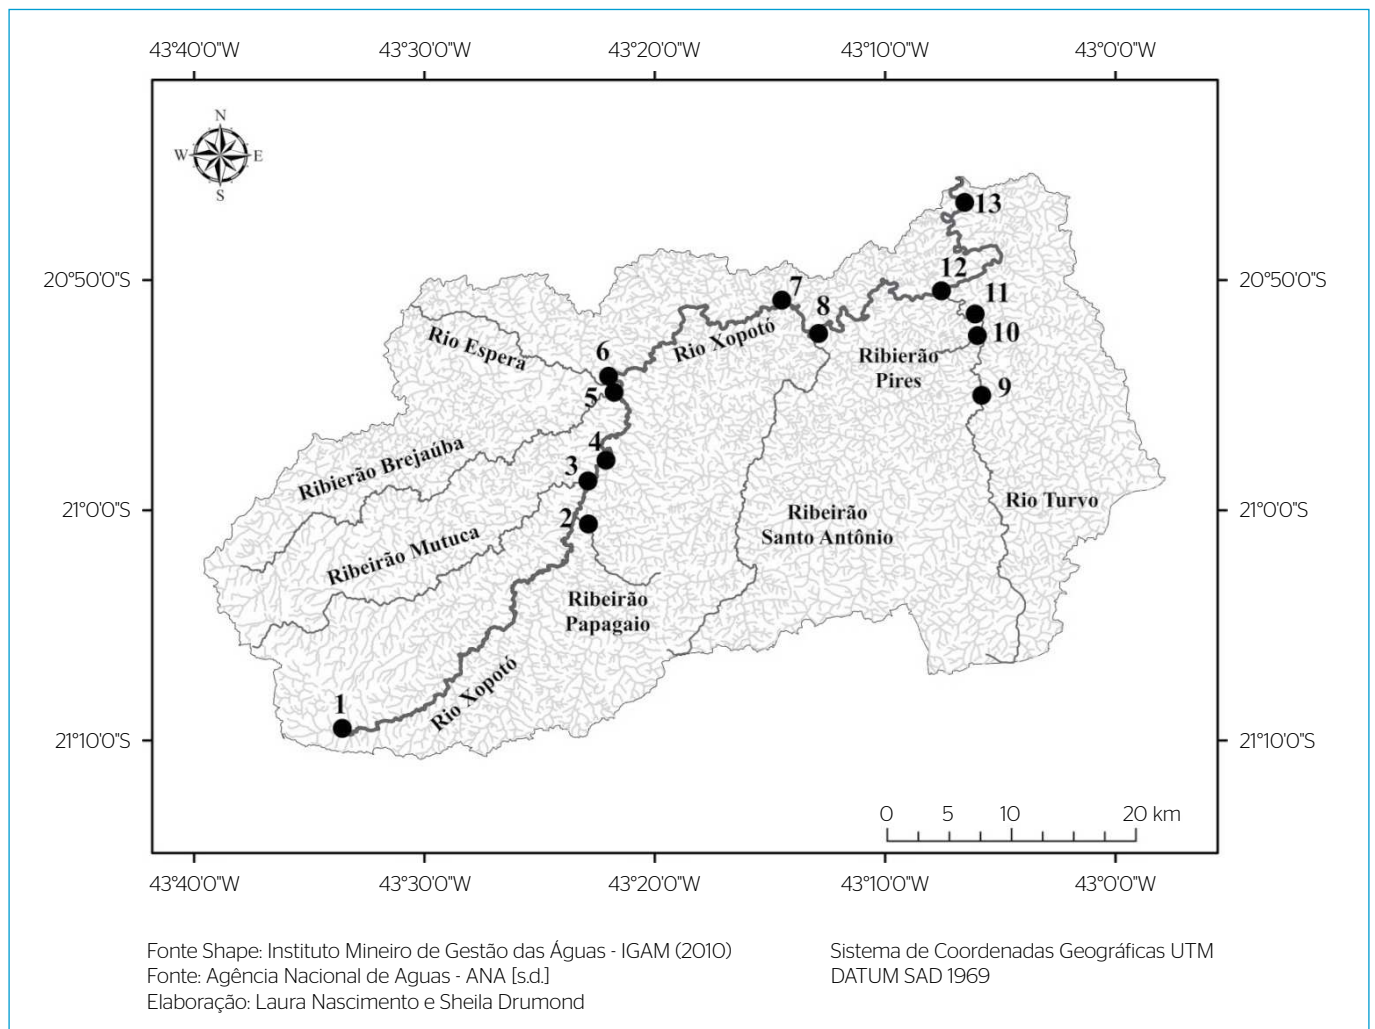 43°40'0"W 43°30'0"W 43°20'0"W 43°10'0"W 43°0'0"W
N
W E
S
13
20°50'0"S 12 20°50'0"S
7 11
8
Rio Espera
Rio Xopotó
10
6
Ribierão
Pires
5
9
4
Ribierão Brejaúba
3
Rio Turvo
21°0'0"S 2 21°0'0"S
Ribeirão
Santo Antônio
Ribeirão Mutuca
Ribeirão
Papagaio
Rio Xopotó
1
21°10'0"S 21°10'0"S
0 5 10 20 km
43°40'0"W 43°30'0"W 43°20'0"W 43°10'0"W 43°0'0"W
Fonte Shape: Instituto Mineiro de Gestão das Águas - IGAM (2010)
Fonte: Agência Nacional de Aguas - ANA [s.d.]
Elaboração: Laura Nascimento e Sheila Drumond
Sistema de Coordenadas Geográficas UTM
DATUM SAD 1969